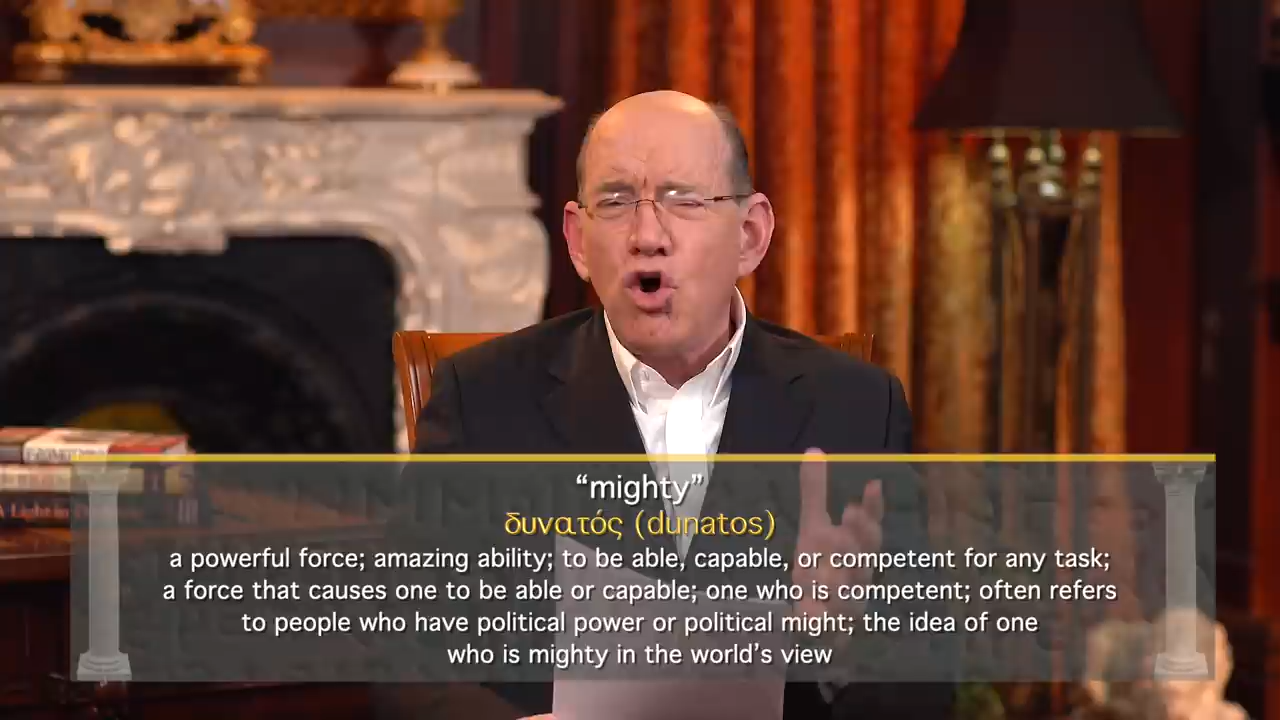 “mighty”
δυνατός (dunatos)
a powerful force; amazing ability; to be able, capable, or competent for any task;
a force that causes one to be able or capable; one who is competent; often refers
to people who have political power or political might; the idea of one
who is mighty in the world’s view
A Light in